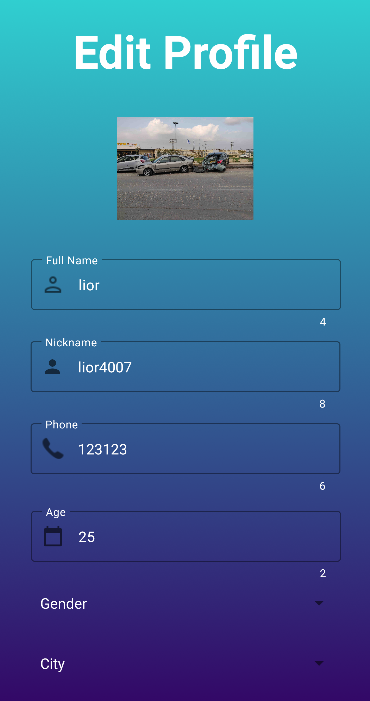 Edit Profile
Full Name
lior
4
Nickname
lior4007
8
Phone
123123
6
Age
25
2
Gender
City